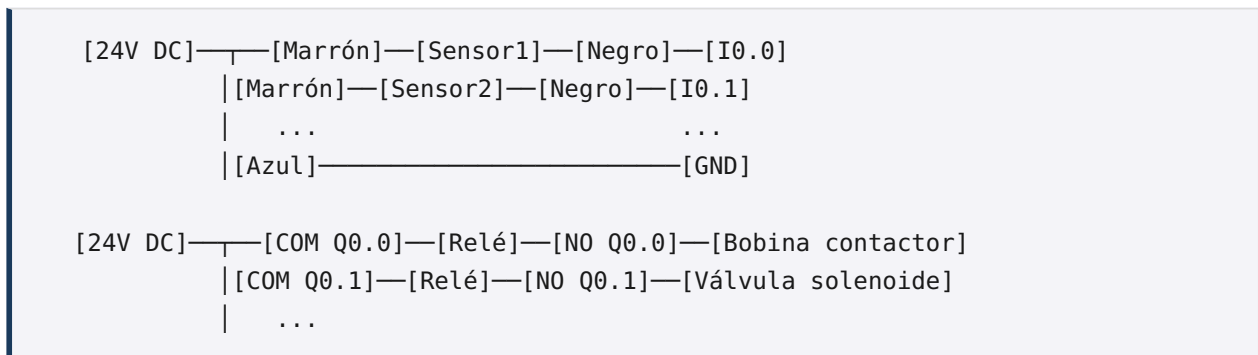 [24V DC]──┬──[Marrón]──[Sensor1]──[Negro]──[I0.0]
│[Marrón]──[Sensor2]──[Negro]──[I0.1]
│ ... ...
│[Azul]────────────────────────[GND]
[24V DC]──┬──[COM Q0.0]──[Relé]──[NO Q0.0]──[Bobina contactor]
│[COM Q0.1]──[Relé]──[NO Q0.1]──[Válvula solenoide]
│ ...